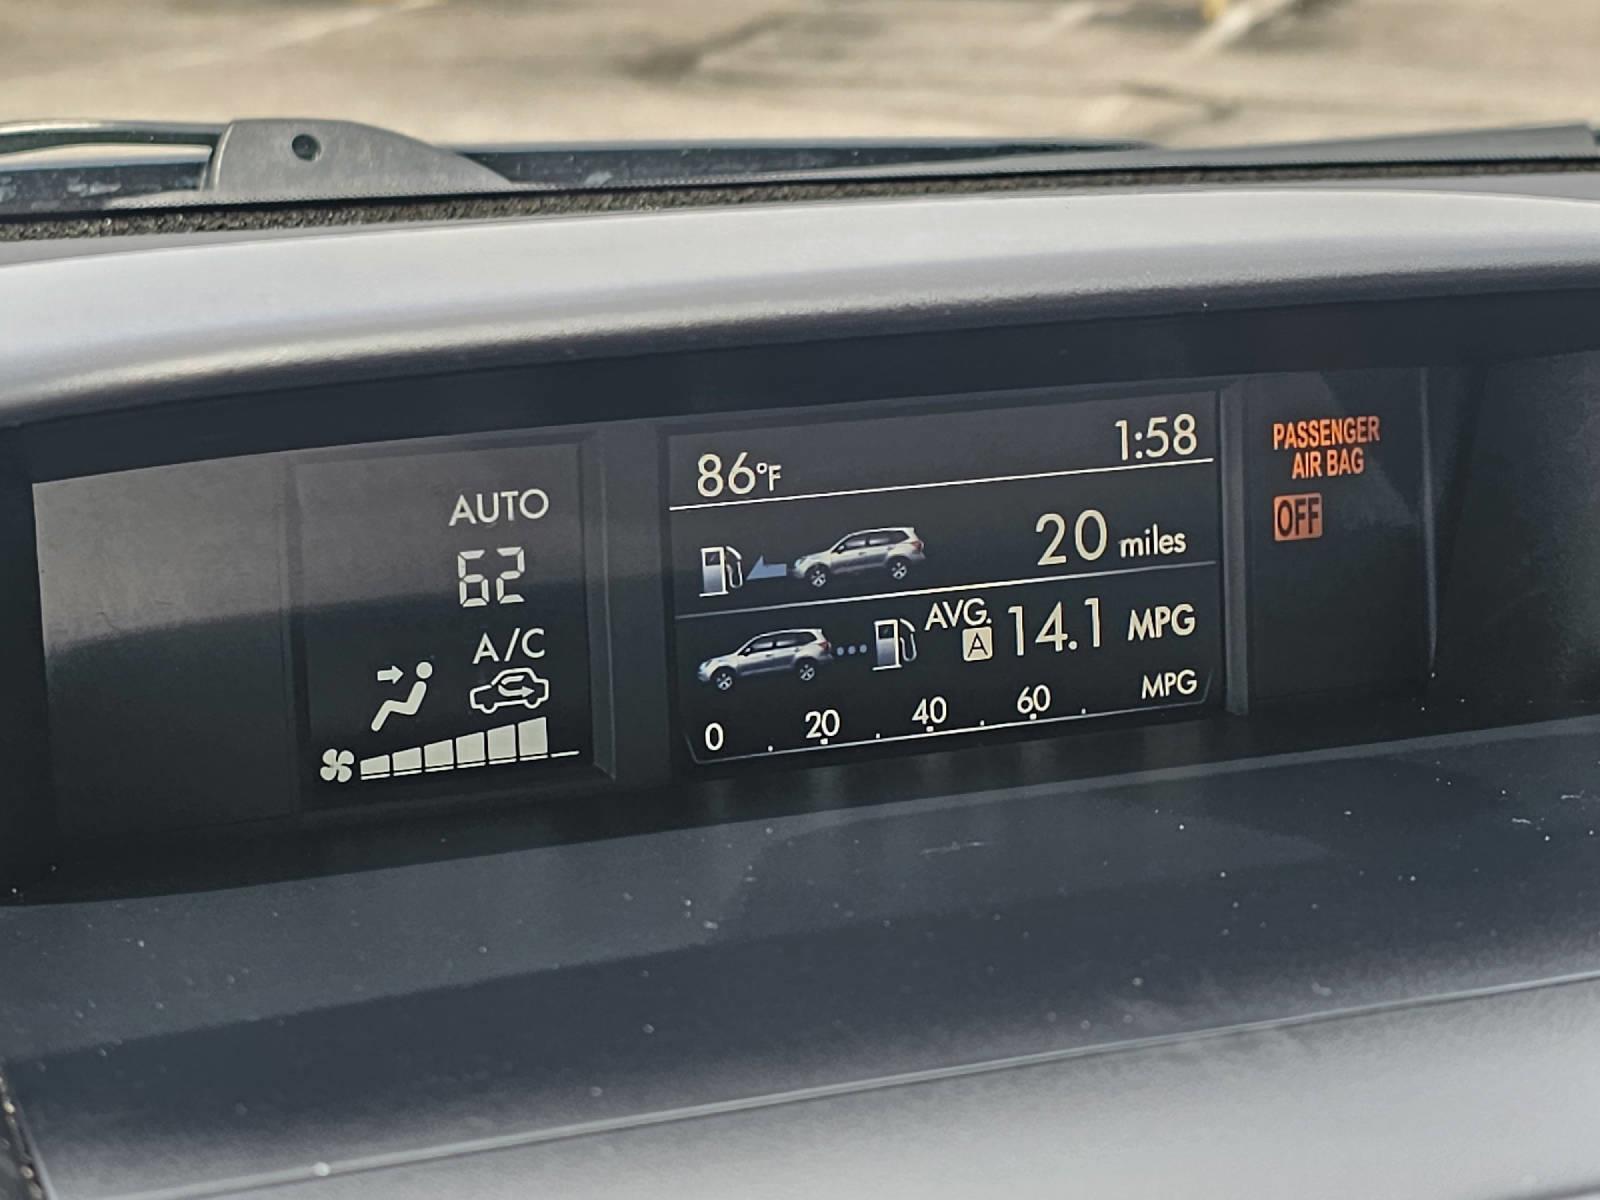 AUTO
62
A/C
86°F 1:58
20 miles
AVG. A 14.1 MPG
0 20 40 60 MPG
PASSENGER
AIR BAG
OFF